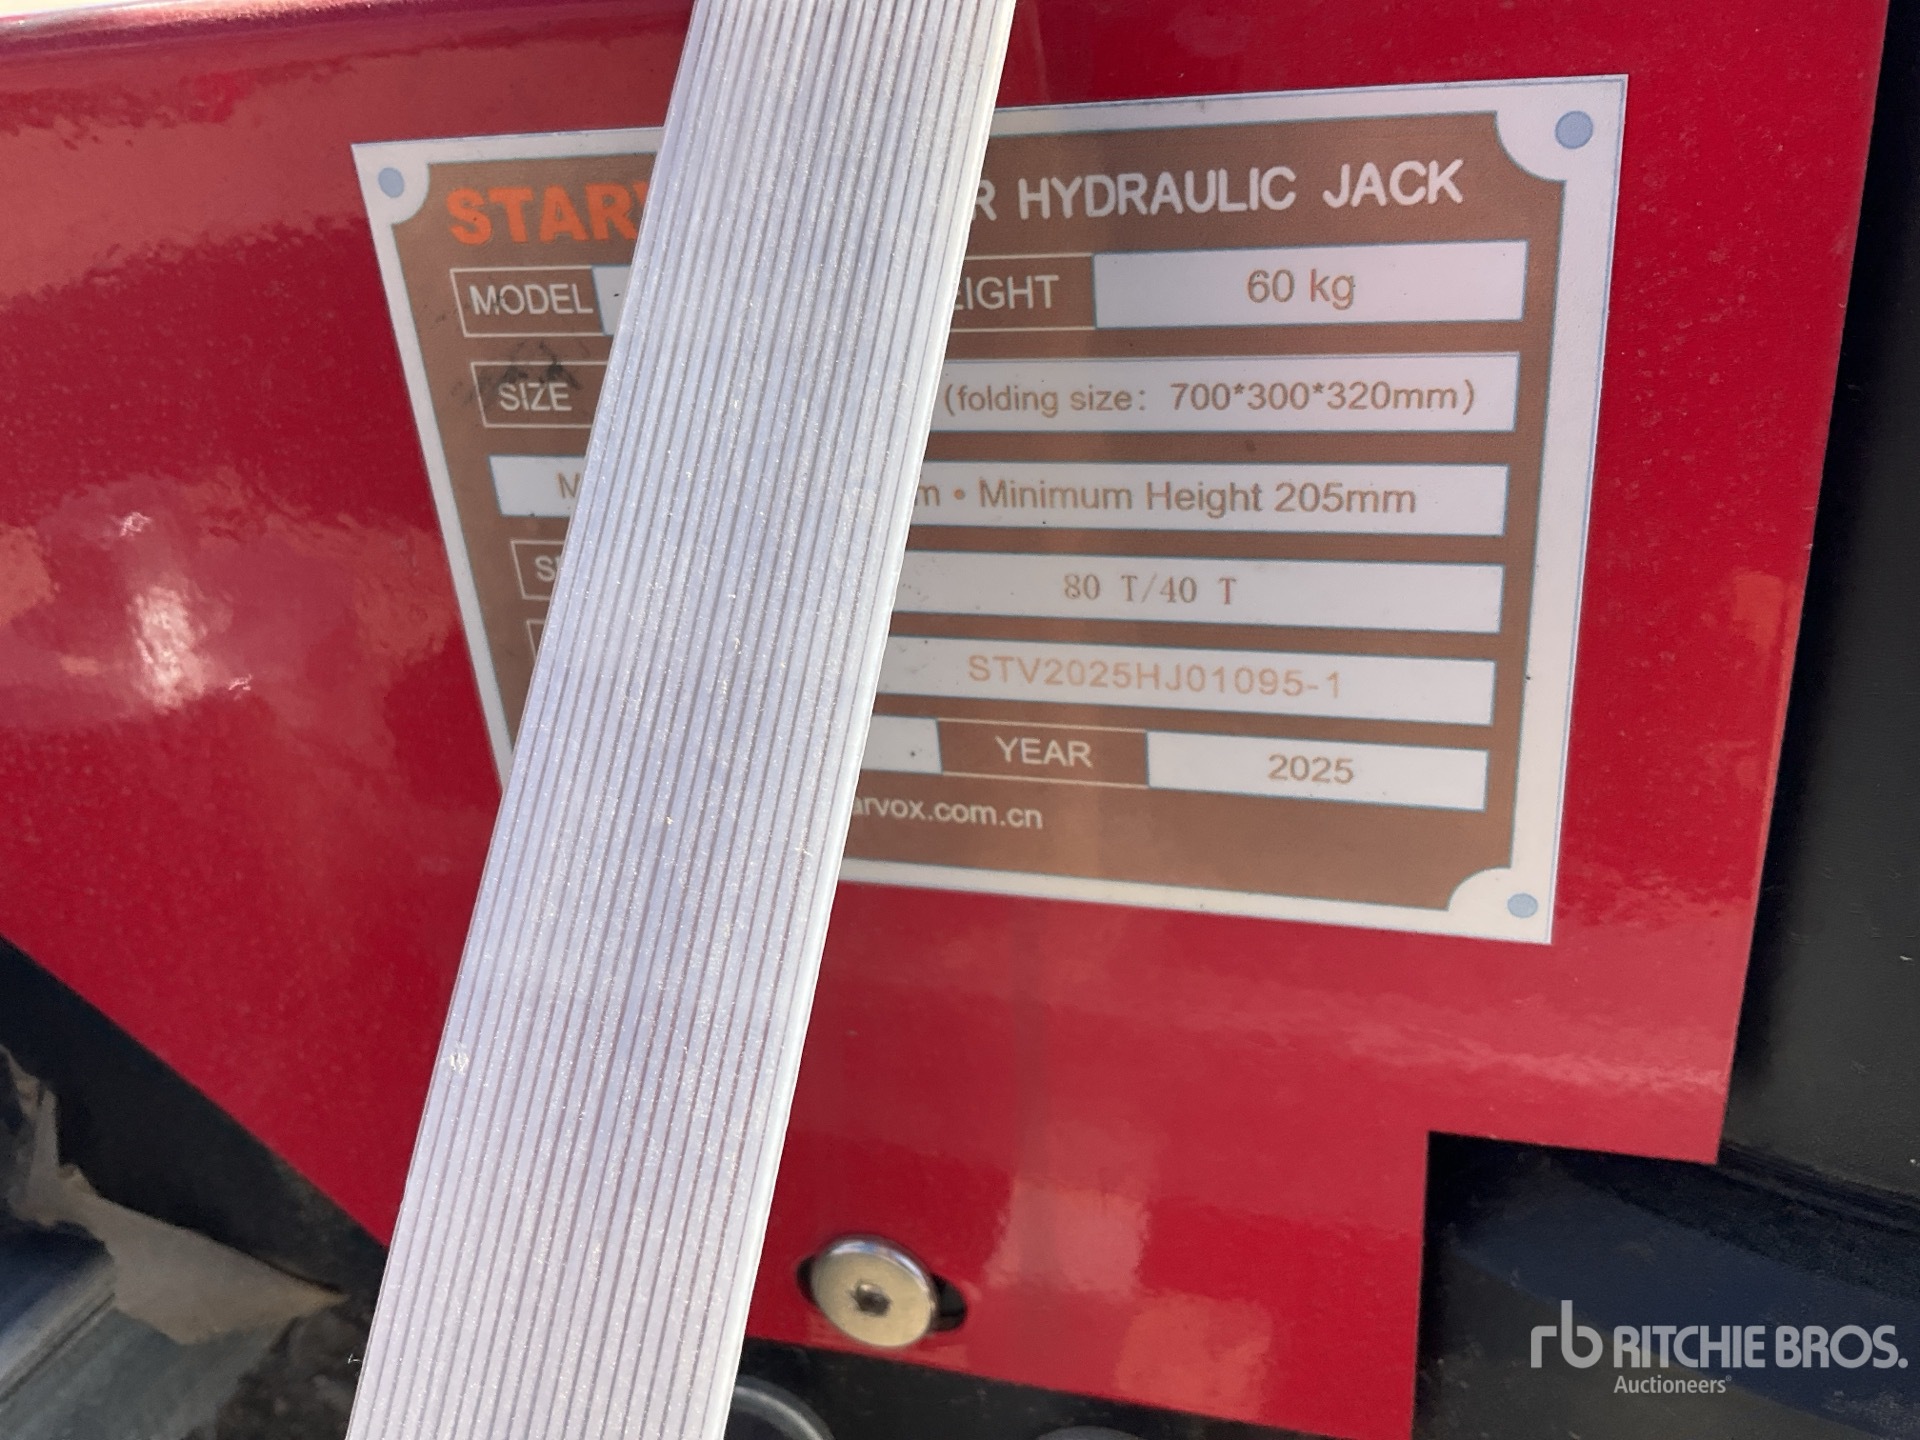 STAR R HYDRAULIC JACK
MODEL EIGHT 60 kg
SIZE (folding size: 700*300*320mm)
M m • Minimum Height 205mm
80 T/40 T
STV2025HJ01095-1
YEAR 2025
arvox.com.cn
rb RITCHIE BROS.
Auctioneers